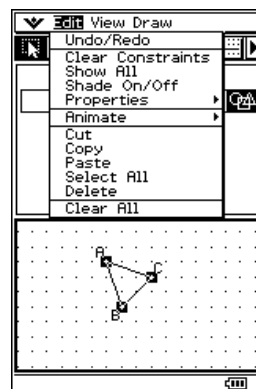 Edit View Draw
Undo/Redo
Clear Constraints
Show All
Shade On/Off
Properties
Animate
Cut
Copy
Paste
Select All
Delete
Clear All
A
C
B